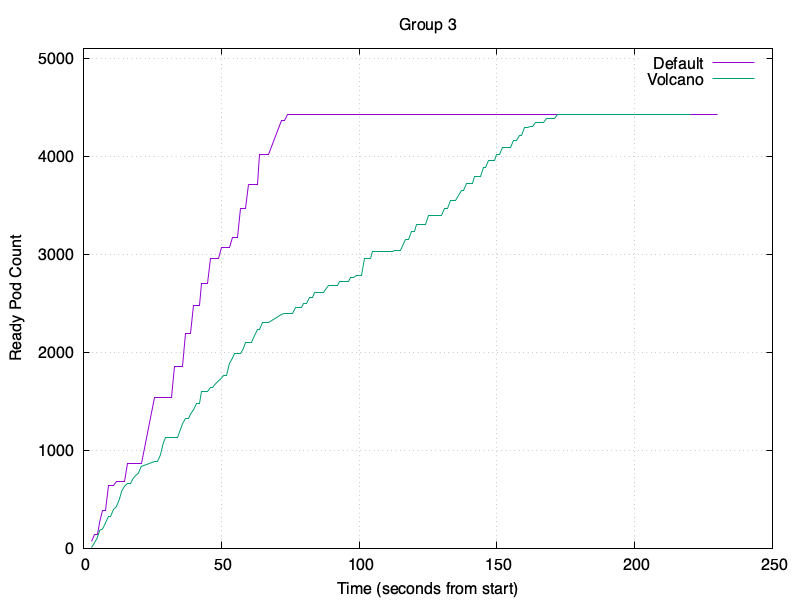 Group 3
Default
Volcano
5000
4000
3000
2000
1000
0
Ready Pod Count
0 50 100 150 200 250
Time (seconds from start)